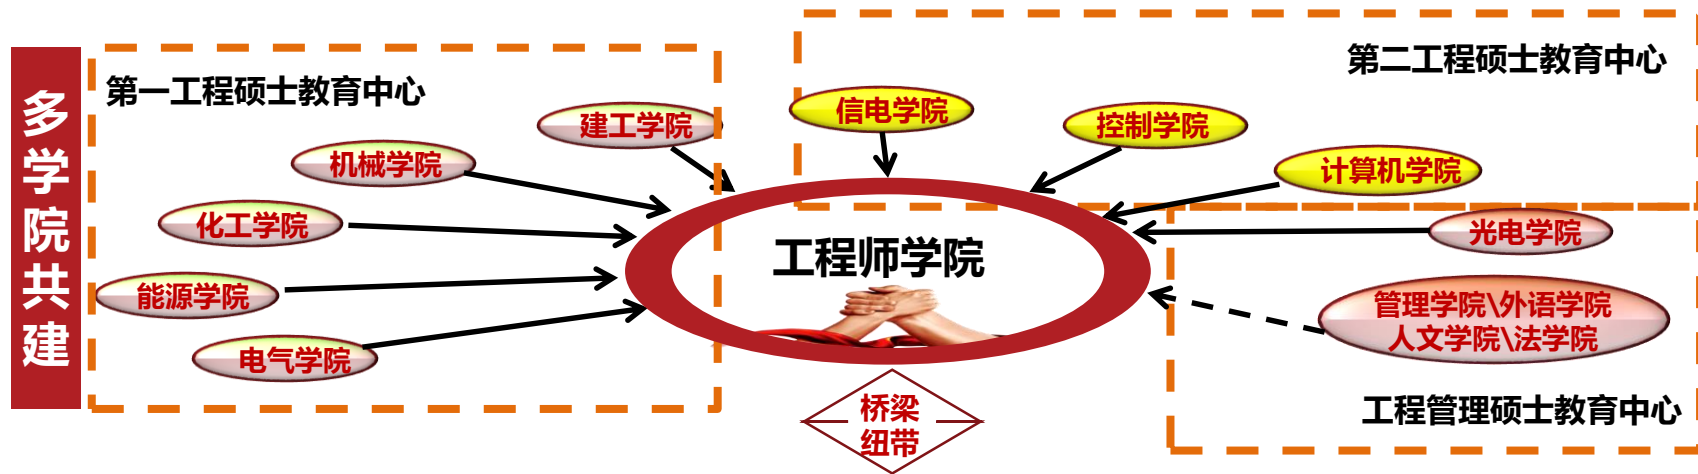 多学院共建
第一工程硕士教育中心
建工学院
机械学院
化工学院
能源学院
电气学院
第二工程硕士教育中心
信电学院
控制学院
计算机学院
光电学院
管理学院\外语学院
人文学院\法学院
工程管理硕士教育中心
工程师学院
桥梁
纽带